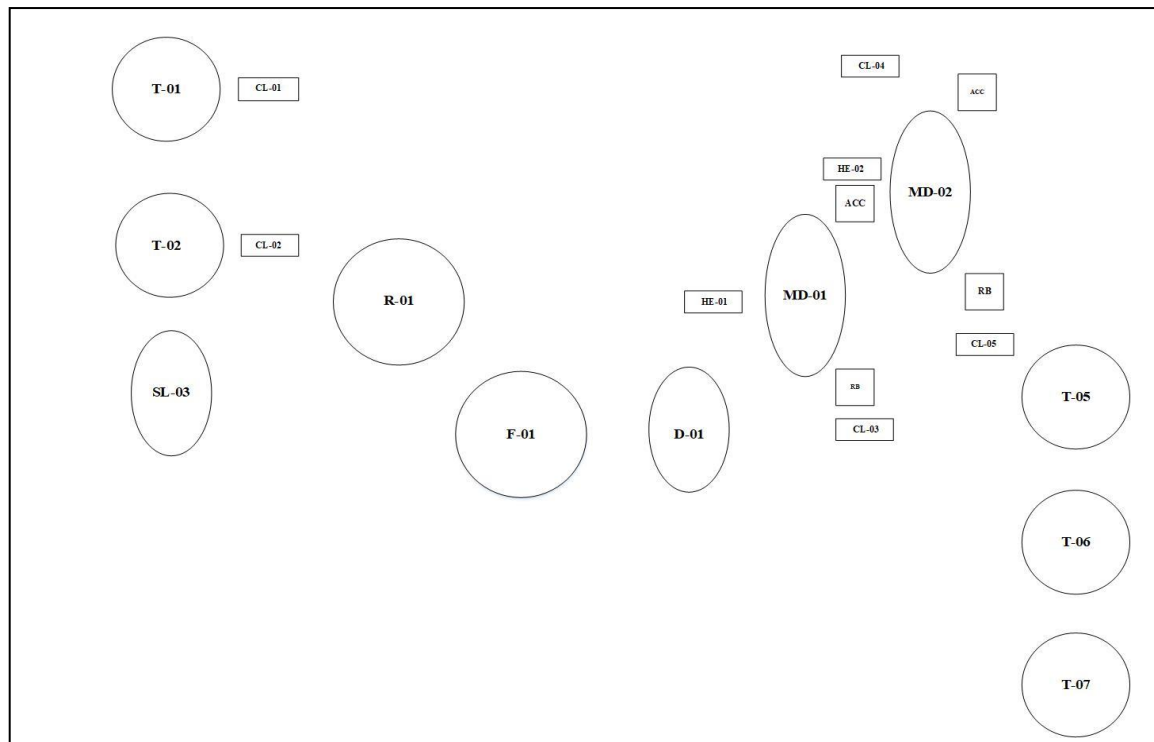 T-01
CL-01
CL-04
ACC
HE-02
MD-02
ACC
T-02
CL-02
R-01
HE-01
MD-01
RB
CL-05
SL-03
RB
T-05
F-01
D-01
CL-03
T-06
T-07